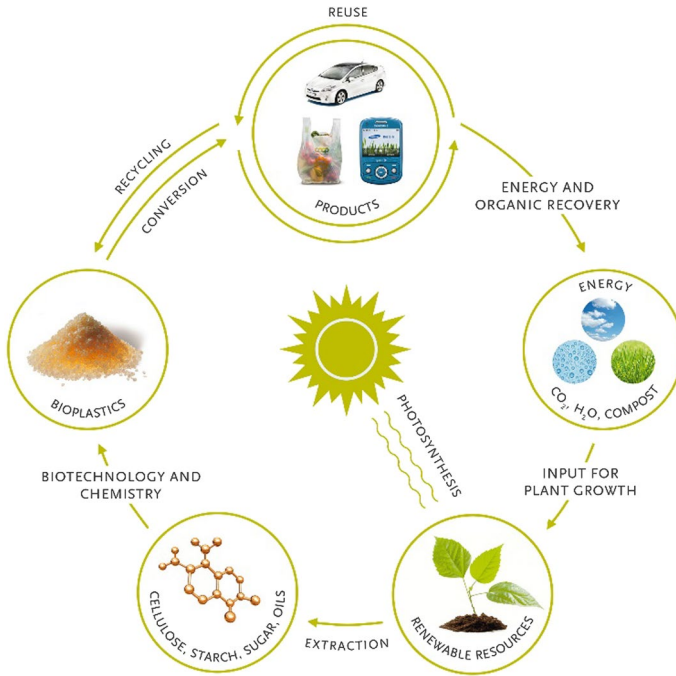 REUSE
PRODUCTS
RECYCLING
CONVERSION
ENERGY AND
ORGANIC RECOVERY
ENERGY
CO₂, H₂O, COMPOST
INPUT FOR
PLANT GROWTH
PHOTOSYNTHESIS
RENEWABLE RESOURCES
EXTRACTION
CELLULOSE, STARCH, SUGAR, OILS
BIOTECHNOLOGY AND
CHEMISTRY
BIOPLASTICS